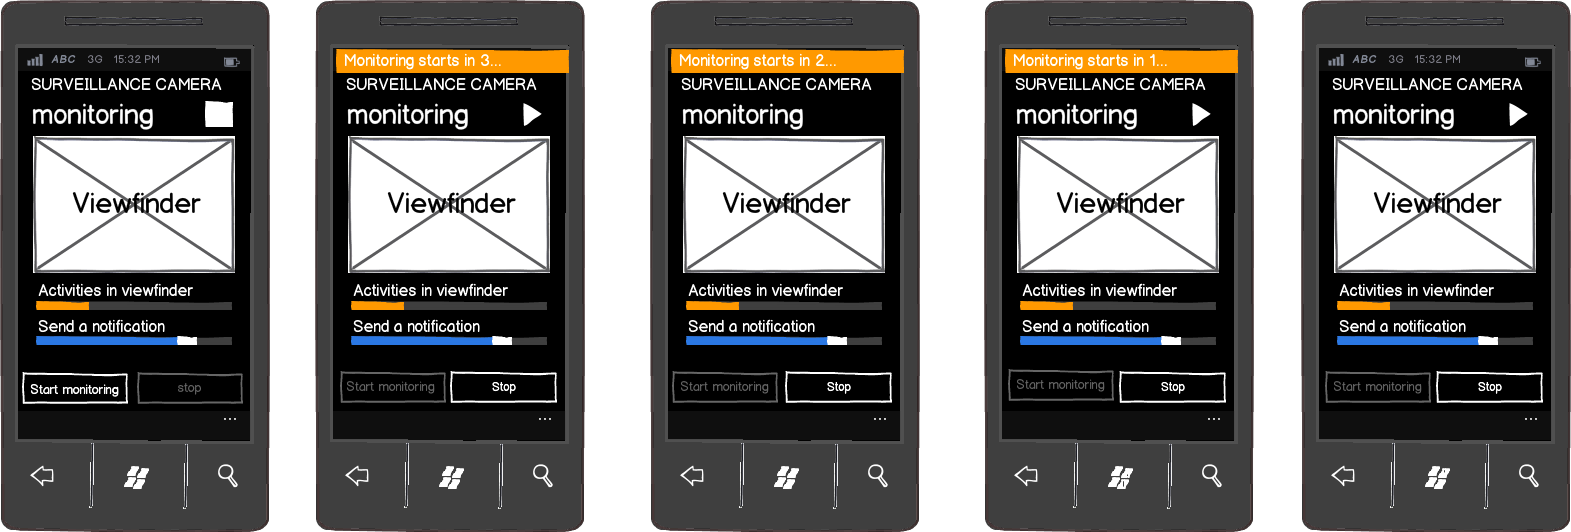 ABC 3G 15:32 PM
SURVEILLANCE CAMERA
monitoring
Viewfinder
Activities in viewfinder
Send a notification
Start monitoring
stop
...
Monitoring starts in 3...
SURVEILLANCE CAMERA
monitoring
Viewfinder
Activities in viewfinder
Send a notification
Start monitoring
Stop
...
Monitoring starts in 2...
SURVEILLANCE CAMERA
monitoring
Viewfinder
Activities in viewfinder
Send a notification
Start monitoring
Stop
...
Monitoring starts in 1...
SURVEILLANCE CAMERA
monitoring
Viewfinder
Activities in viewfinder
Send a notification
Start monitoring
Stop
...
ABC 3G 15:32 PM
SURVEILLANCE CAMERA
monitoring
Viewfinder
Activities in viewfinder
Send a notification
Start monitoring
Stop
...